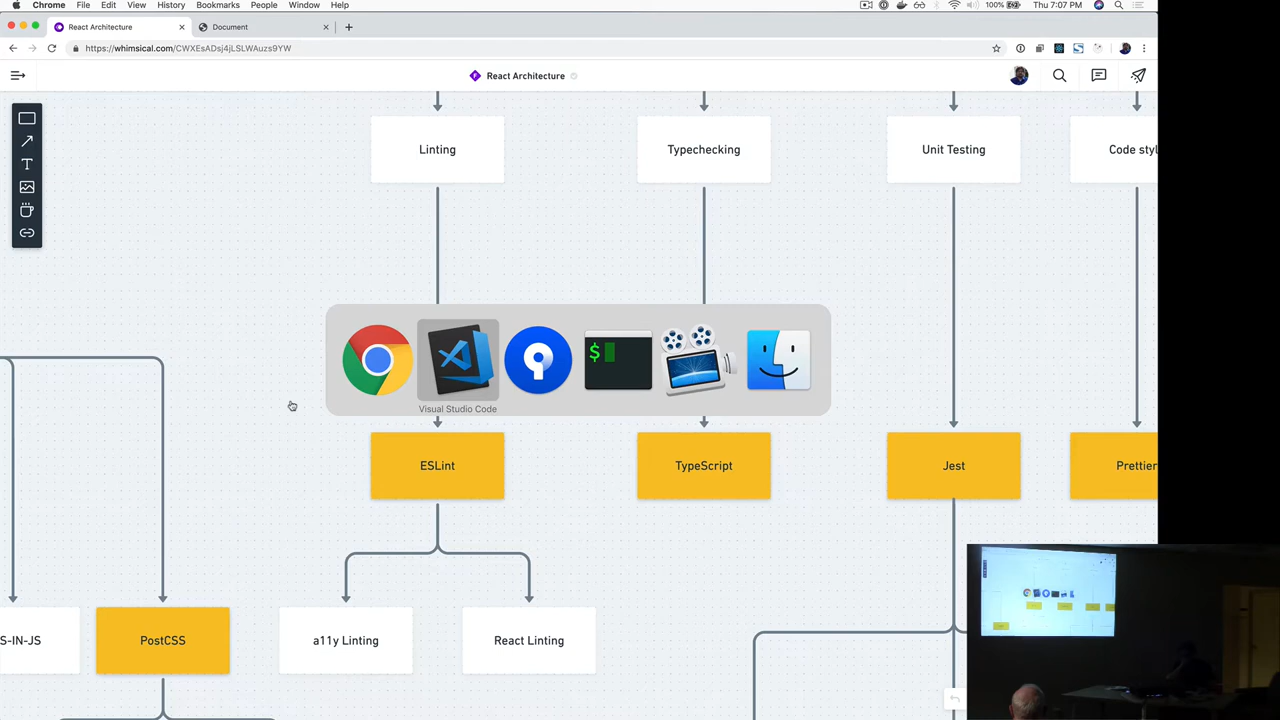 Chrome File Edit View History Bookmarks People Window Help
100% Thu 7:07 PM
React Architecture
Document
https://whimsical.com/CWXEsADsj4jLSLWAuzs9YW
React Architecture
T
Linting
Typechecking
Unit Testing
Code styl
$
Visual Studio Code
ESLint
TypeScript
Jest
Prettier
S-IN-JS
PostCSS
a11y Linting
React Linting